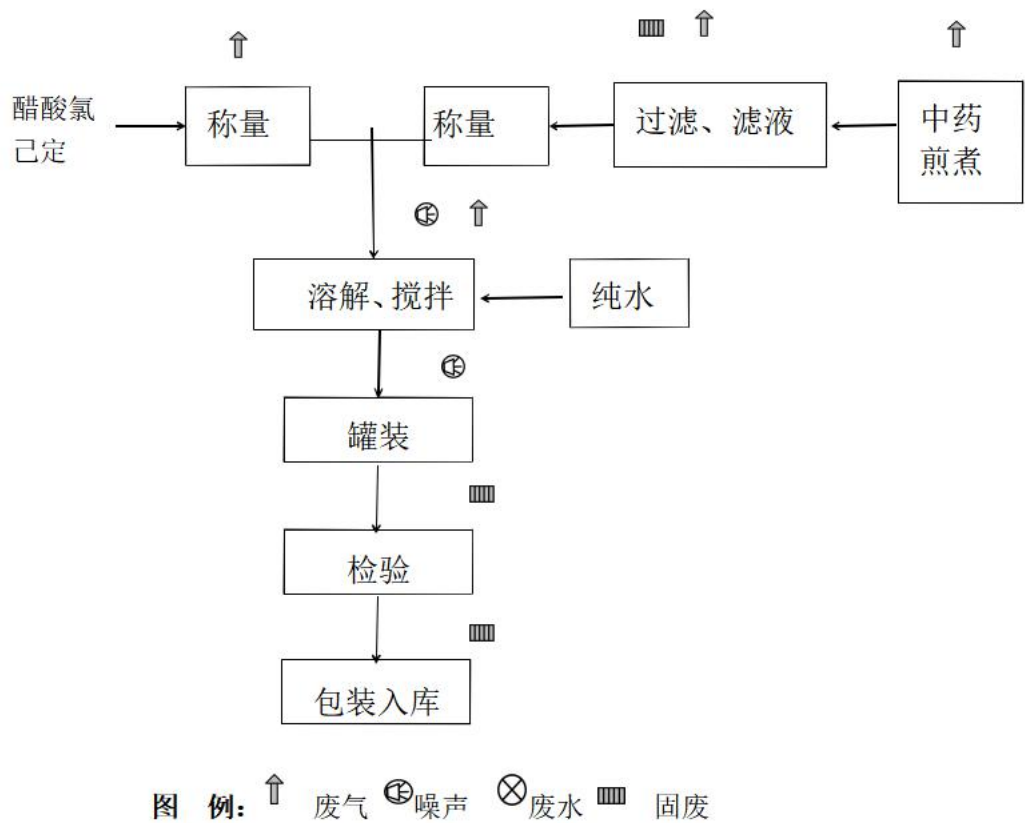 醋酸氯
己定
称量
称量
过滤、滤液
中药
煎煮
溶解、搅拌
纯水
罐装
检验
包装入库
图 例: 废气 噪声 废水 固废